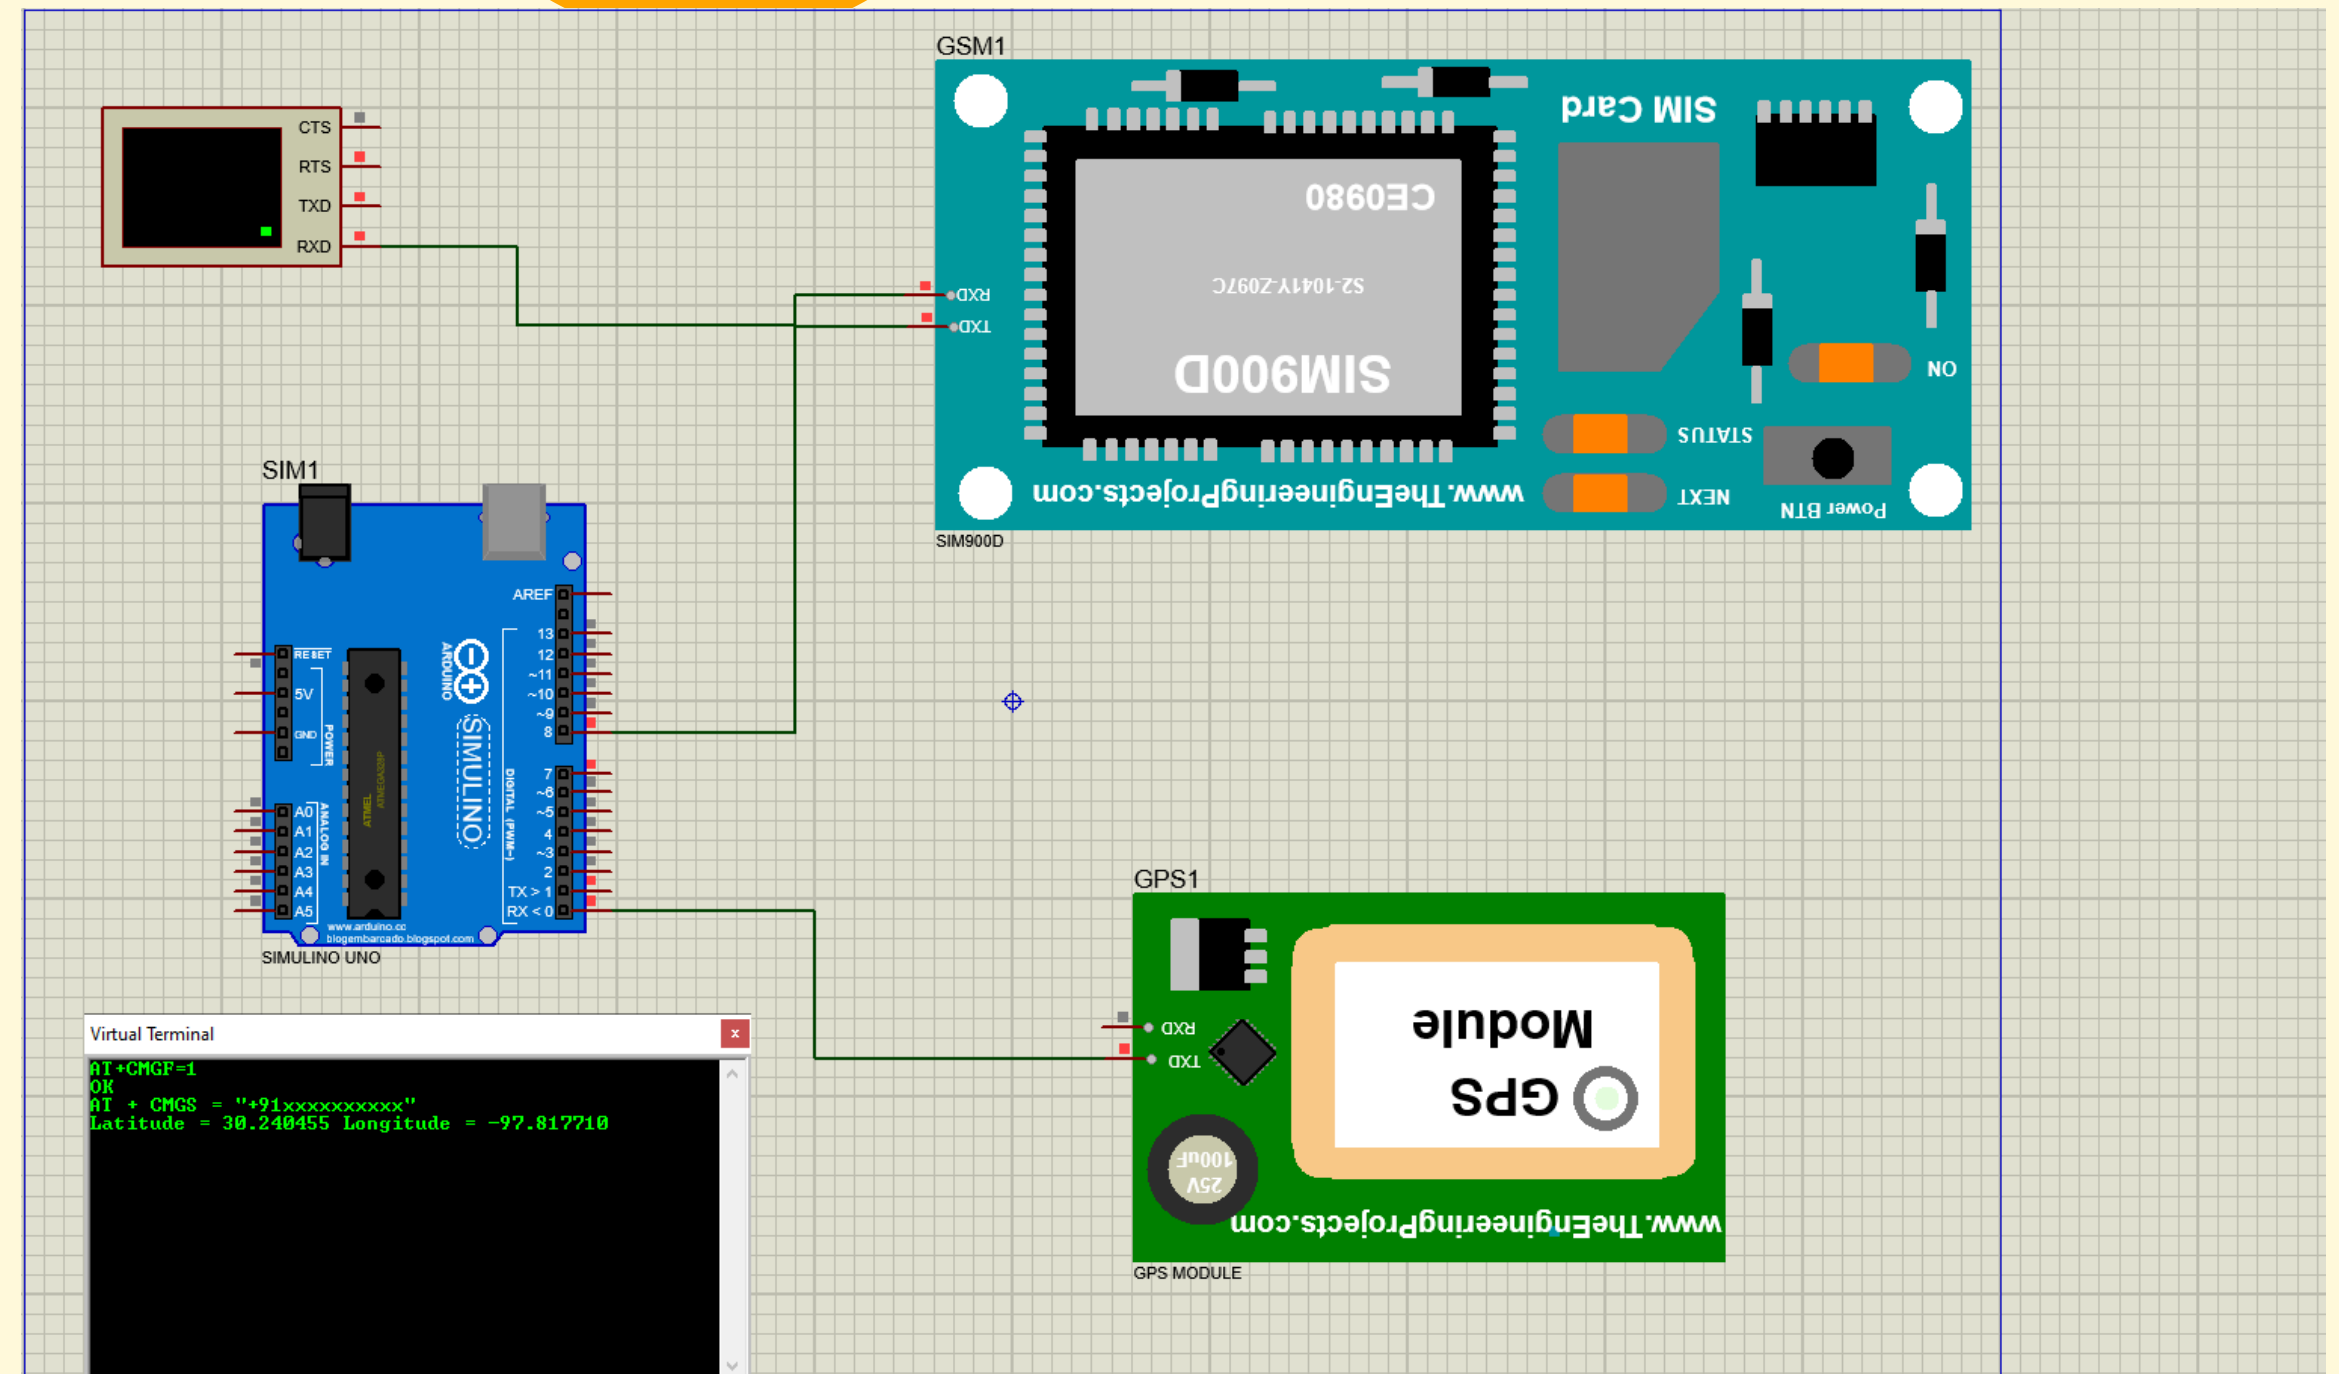 GSM1
CTS
RTS
TXD
RXD
RXD
TXD
CE0980
S2-1041Y-Z097C
SIM900D
SIM Card
ON
STATUS
NEXT
Power BTN
www.TheEngineeringProjects.com
SIM900D
SIM1
AREF
13
12
~11
~10
~9
8
7
~6
~5
4
~3
2
TX > 1
RX < 0
RESET
5V
GND
POWER
A0
A1
A2
A3
A4
A5
ANALOG IN
ATMEL
ATMEGA328P
ARDUINO
SIMULINO
DIGITAL (PWM~)
www.arduino.cc
blogembarcado.blogspot.com
SIMULINO UNO
GPS1
RXD
TXD
GPS
Module
100uF
25V
www.TheEngineeringProjects.com
GPS MODULE
Virtual Terminal
x
AT+CMGF=1
OK
AT + CMGS = "+91xxxxxxxxxx"
Latitude = 30.240455 Longitude = -97.817710